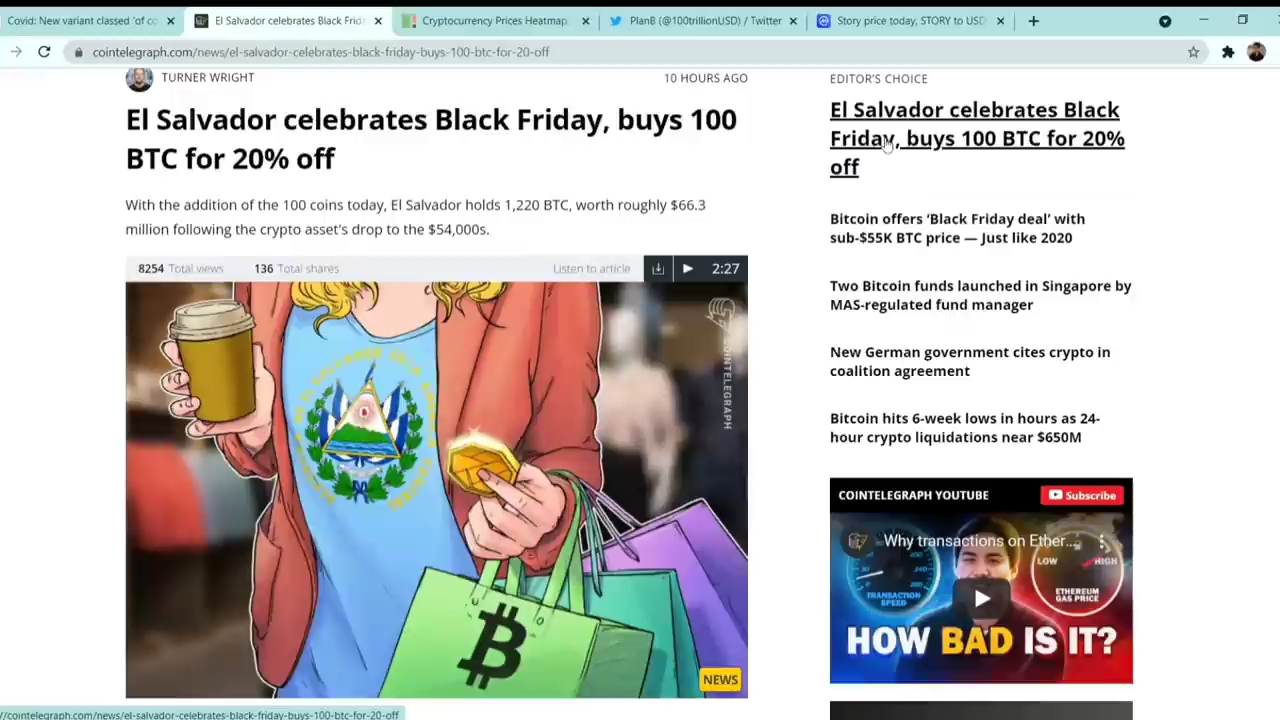 Covid: New variant classed 'of co
El Salvador celebrates Black Frid
Cryptocurrency Prices Heatmap,
PlanB (@100trillionUSD) / Twitter
Story price today, STORY to USD
cointelegraph.com/news/el-salvador-celebrates-black-friday-buys-100-btc-for-20-off
TURNER WRIGHT
10 HOURS AGO
El Salvador celebrates Black Friday, buys 100
BTC for 20% off
With the addition of the 100 coins today, El Salvador holds 1,220 BTC, worth roughly $66.3
million following the crypto asset's drop to the $54,000s.
8254 Total views
136 Total shares
Listen to article
2:27
COINTELEGRAPH
NEWS
EDITOR'S CHOICE
El Salvador celebrates Black
Friday, buys 100 BTC for 20%
off
Bitcoin offers ‘Black Friday deal’ with
sub-$55K BTC price — Just like 2020
Two Bitcoin funds launched in Singapore by
MAS-regulated fund manager
New German government cites crypto in
coalition agreement
Bitcoin hits 6-week lows in hours as 24-
hour crypto liquidations near $650M
COINTELEGRAPH YOUTUBE
Subscribe
Why transactions on Ether...
TRANSACTION
SPEED
LOW
HIGH
ETHEREUM
GAS PRICE
HOW BAD IS IT?
//cointelegraph.com/news/el-salvador-celebrates-black-friday-buys-100-btc-for-20-off